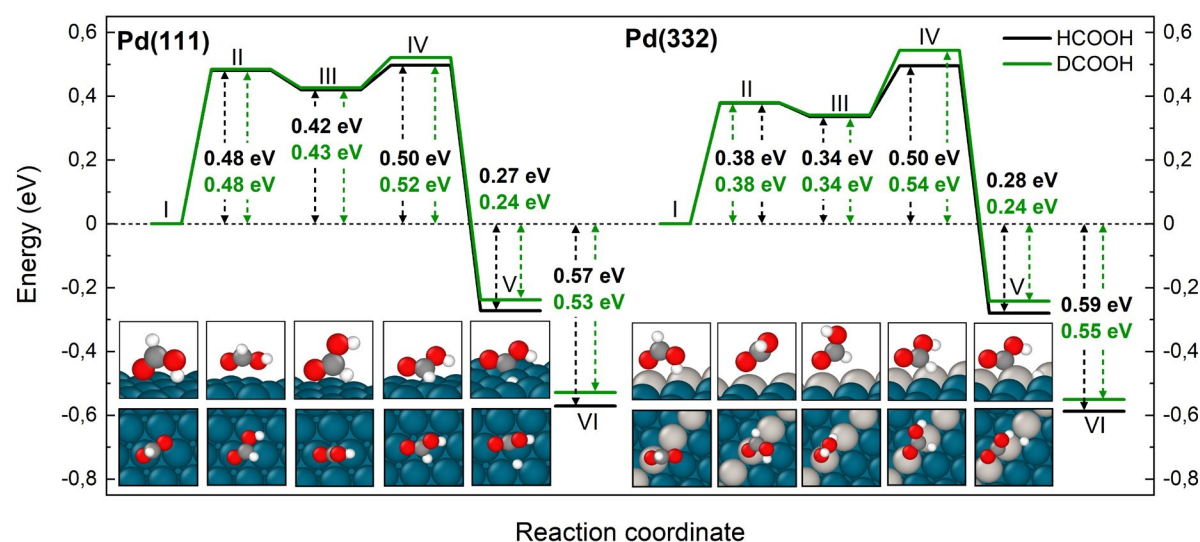 Pd(111)
Pd(332)
HCOOH
DCOOH
Energy (eV)
0,6
0,4
0,2
0
-0,2
-0,4
-0,6
-0,8
I
II
III
IV
V
VI
0.48 eV
0.48 eV
0.42 eV
0.43 eV
0.50 eV
0.52 eV
0.27 eV
0.24 eV
0.57 eV
0.53 eV
I
II
III
IV
V
VI
0.38 eV
0.38 eV
0.34 eV
0.34 eV
0.50 eV
0.54 eV
0.28 eV
0.24 eV
0.59 eV
0.55 eV
0,6
0,4
0,2
0
-0,2
-0,4
-0,6
-0,8
Reaction coordinate